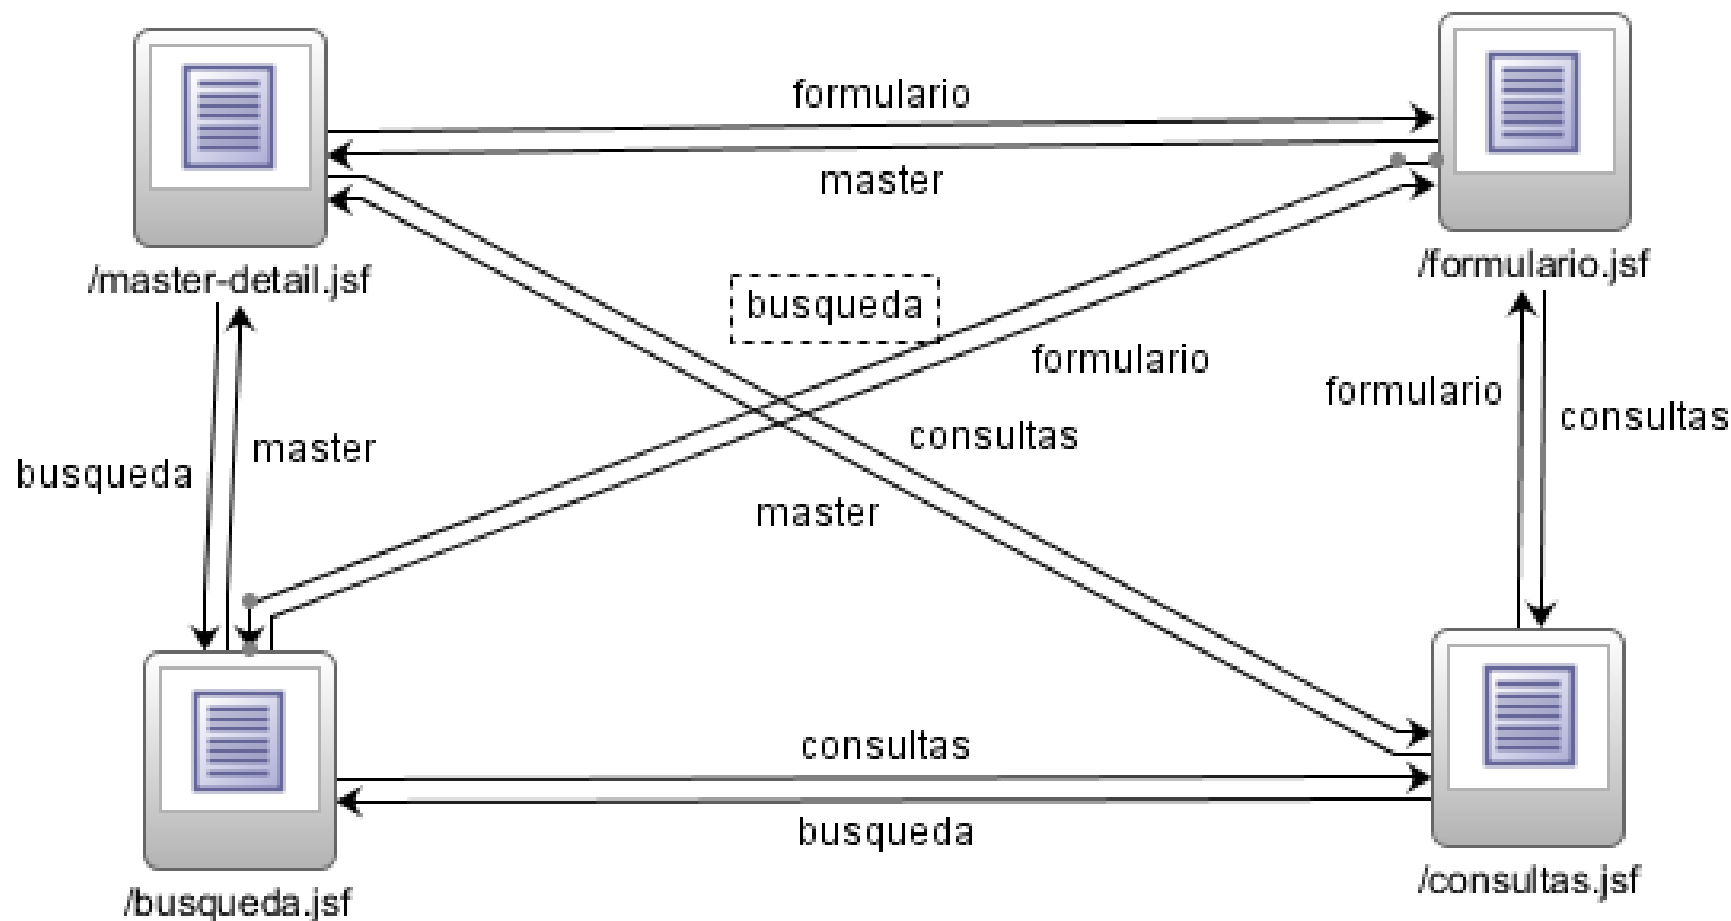 formulario
master
/master-detail.jsf
/formulario.jsf
busqueda
formulario
formulario
consultas
consultas
master
busqueda
master
consultas
busqueda
/busqueda.jsf
/consultas.jsf